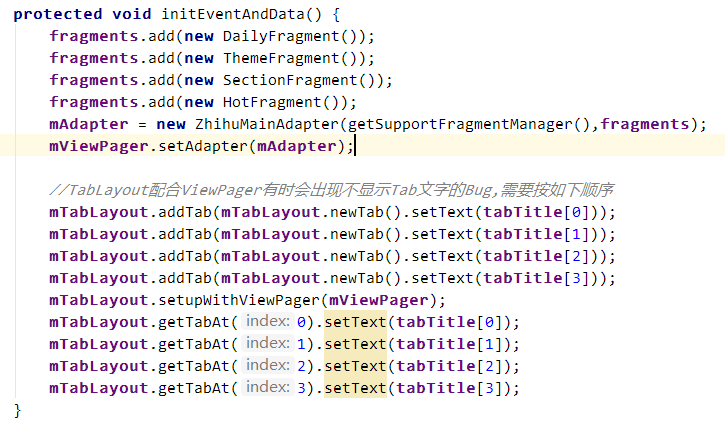 protected void initEventAndData() {
fragments.add(new DailyFragment());
fragments.add(new ThemeFragment());
fragments.add(new SectionFragment());
fragments.add(new HotFragment());
mAdapter = new ZhihuMainAdapter(getSupportFragmentManager(),fragments);
mViewPager.setAdapter(mAdapter);
//TabLayout配合ViewPager有时会出现不显示Tab文字的Bug,需要按如下顺序
mTabLayout.addTab(mTabLayout.newTab().setText(tabTitle[0]));
mTabLayout.addTab(mTabLayout.newTab().setText(tabTitle[1]));
mTabLayout.addTab(mTabLayout.newTab().setText(tabTitle[2]));
mTabLayout.addTab(mTabLayout.newTab().setText(tabTitle[3]));
mTabLayout.setupWithViewPager(mViewPager);
mTabLayout.getTabAt( index: 0).setText(tabTitle[0]);
mTabLayout.getTabAt( index: 1).setText(tabTitle[1]);
mTabLayout.getTabAt( index: 2).setText(tabTitle[2]);
mTabLayout.getTabAt( index: 3).setText(tabTitle[3]);
}